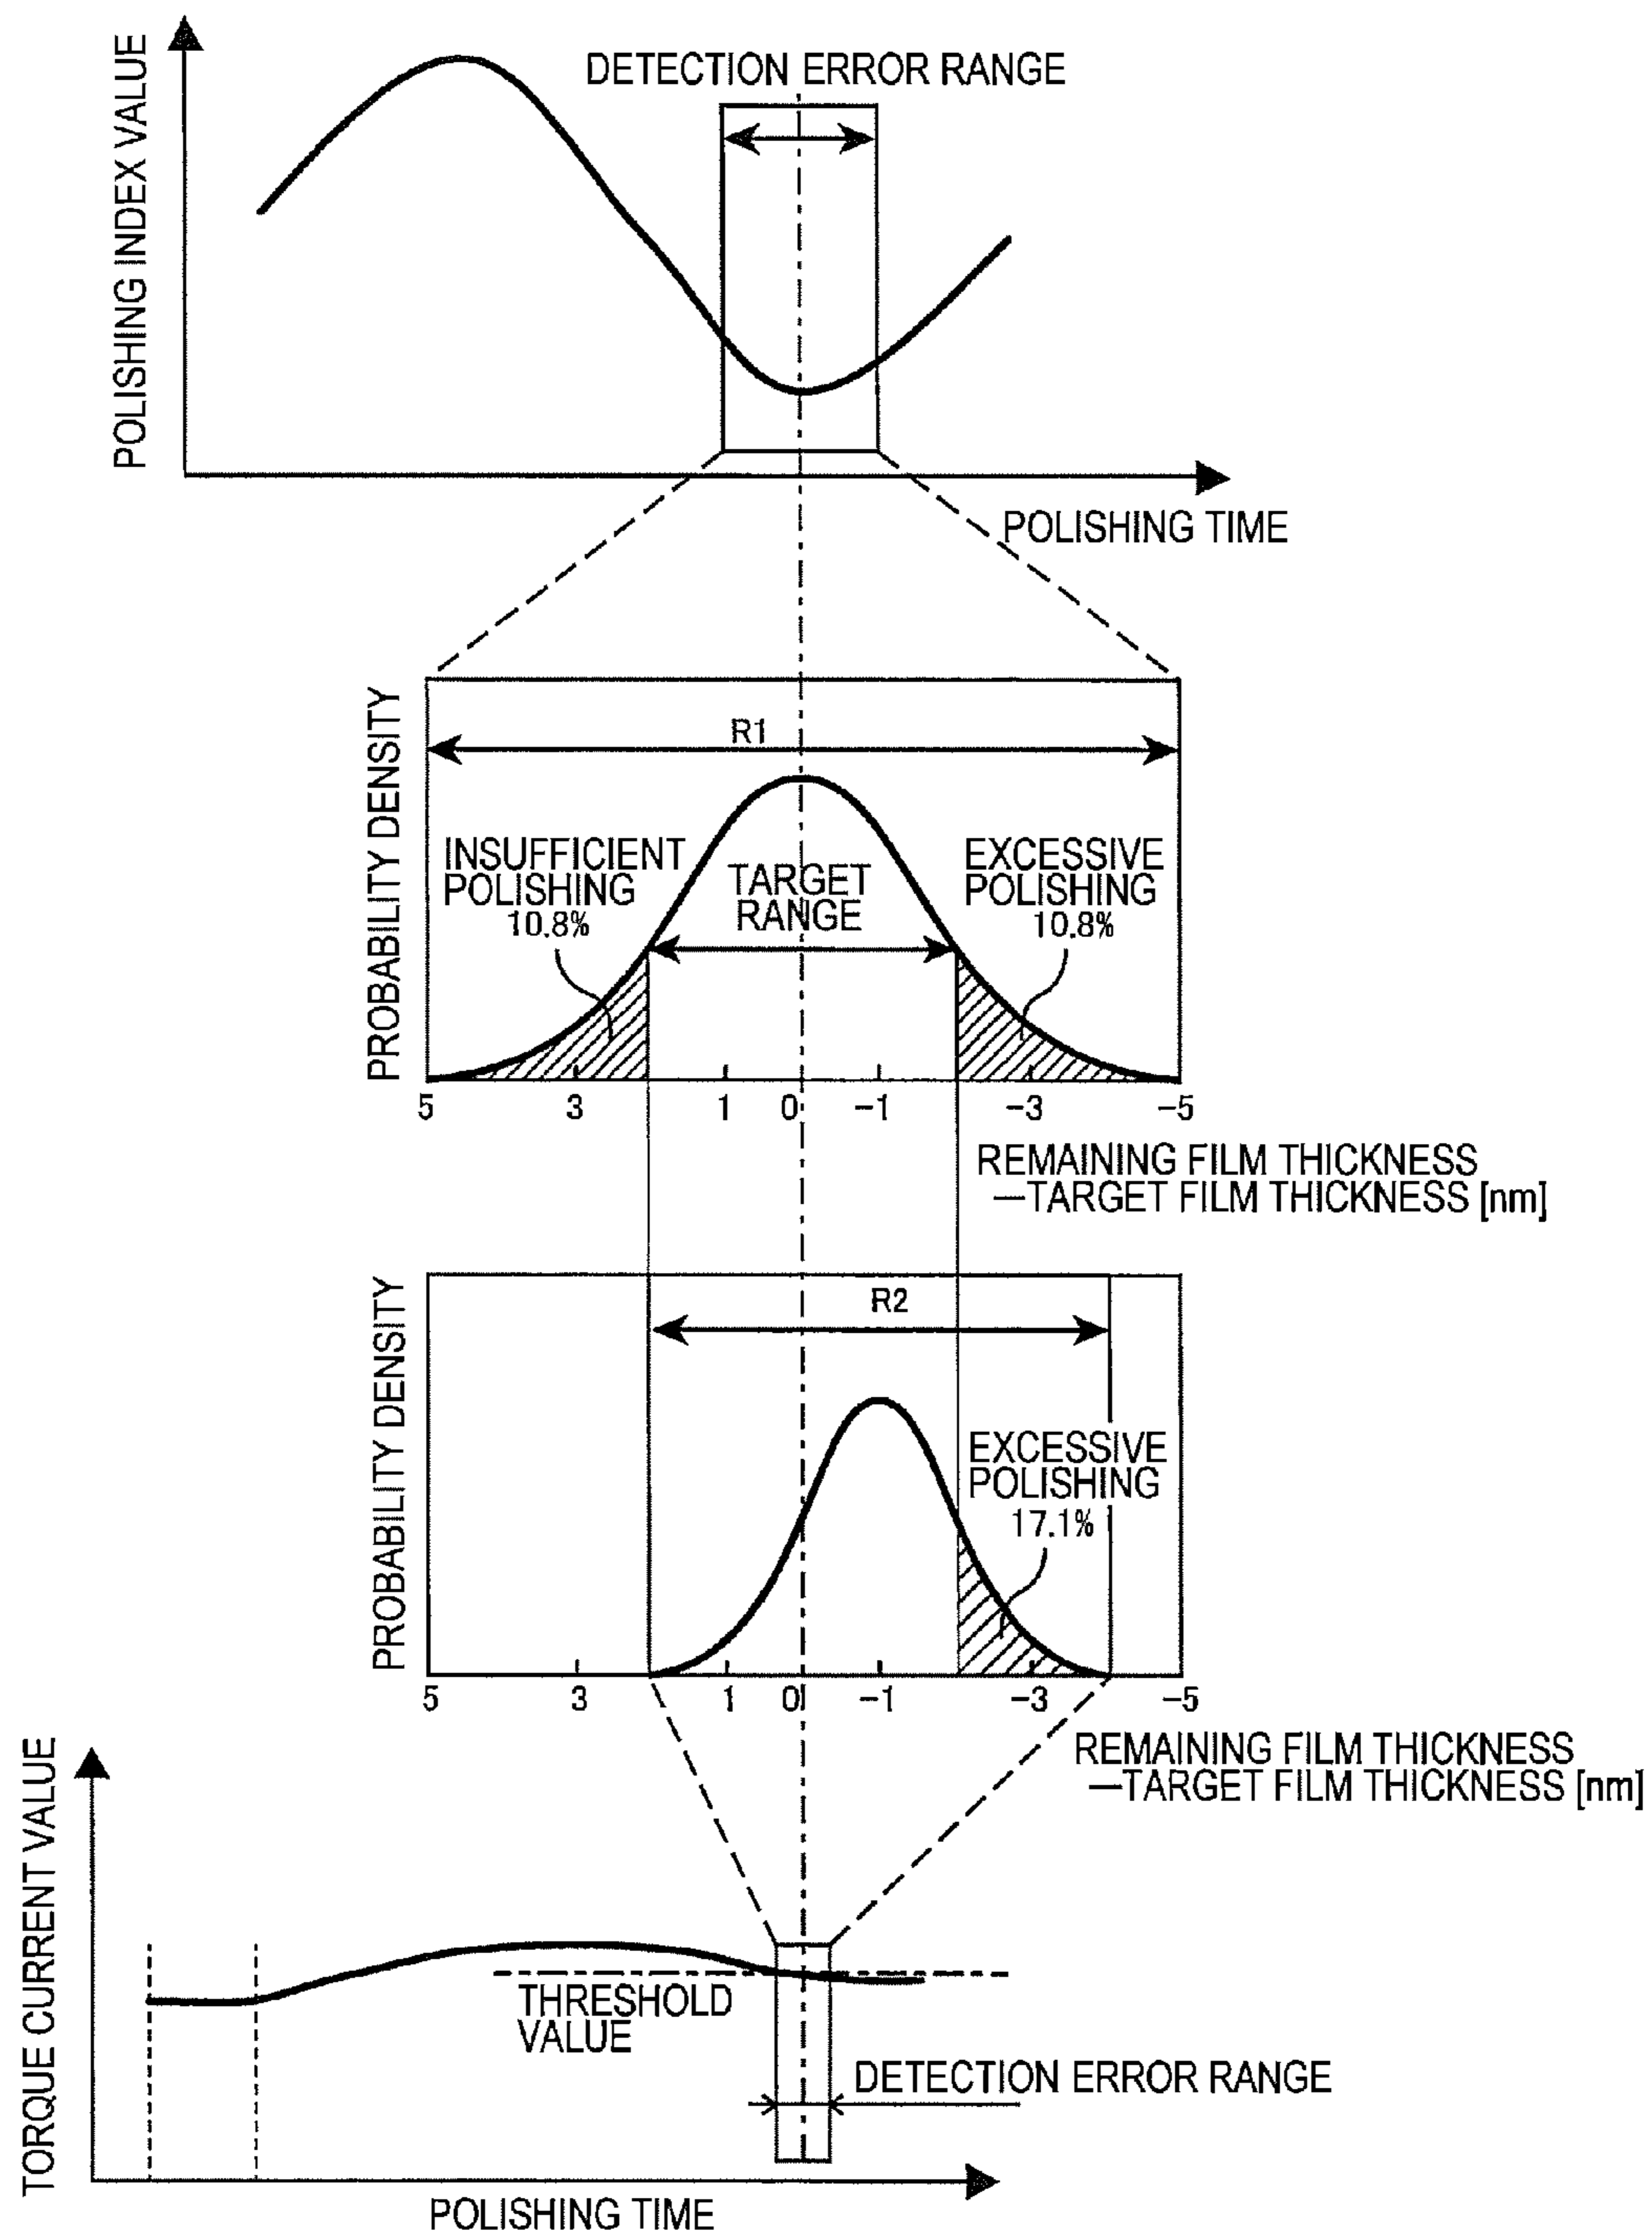 POLISHING INDEX VALUE
DETECTION ERROR RANGE
POLISHING TIME
PROBABILITY DENSITY
R1
INSUFFICIENT
POLISHING
10.8%
TARGET
RANGE
EXCESSIVE
POLISHING
10.8%
5 3 1 0 −1 −3 −5
REMAINING FILM THICKNESS
—TARGET FILM THICKNESS [nm]
PROBABILITY DENSITY
R2
EXCESSIVE
POLISHING
17.1%
5 3 1 0 −1 −3 −5
REMAINING FILM THICKNESS
—TARGET FILM THICKNESS [nm]
TORQUE CURRENT VALUE
THRESHOLD
VALUE
DETECTION ERROR RANGE
POLISHING TIME